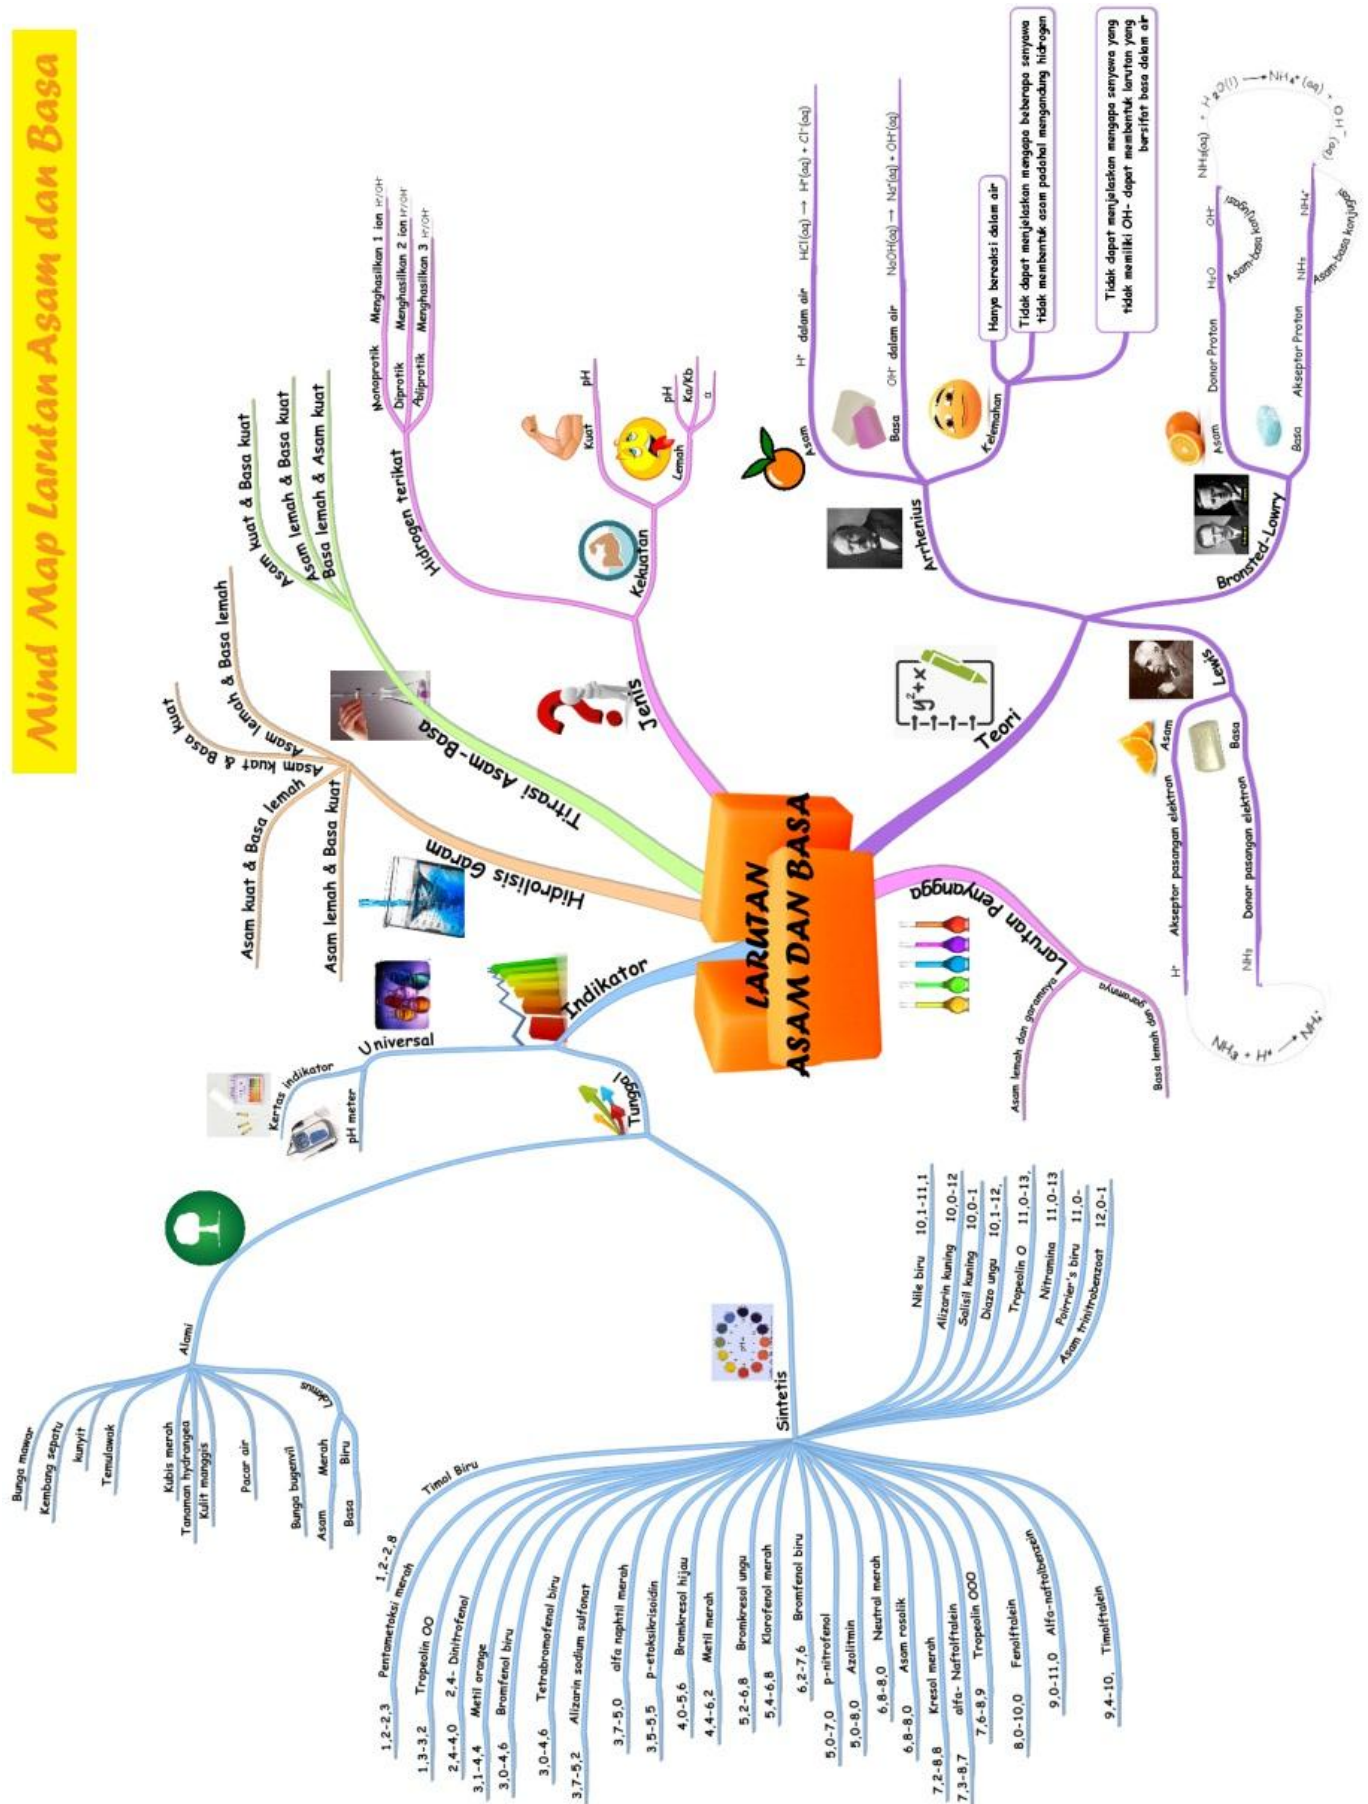 Mind Map Larutan Asam dan Basa
LARUTAN
ASAM DAN BASA
Teori
Arrhenius
Asam
H⁺ dalam air
HCl(aq) → H⁺(aq) + Cl⁻(aq)
Basa
OH⁻ dalam air
NaOH(aq) → Na⁺(aq) + OH⁻(aq)
Kelemahan
Hanya bereaksi dalam air
Tidak dapat menjelaskan mengapa beberapa senyawa
tidak membentuk asam padahal mengandung hidrogen
Tidak dapat menjelaskan mengapa senyawa yang
tidak memiliki OH- dapat membentuk larutan yang
bersifat basa dalam air
Bronsted-Lowry
Asam
Donor Proton
H₂O
OH⁻
Asam-basa konjugasi
Basa
Akseptor Proton
NH₃
NH₄⁺
Asam-basa konjugasi
NH₃(aq) + H₂O(l) → NH₄⁺(aq) + OH⁻(aq)
Lewis
Asam
Akseptor pasangan elektron
H⁺
Basa
Donor pasangan elektron
NH₃
NH₃ + H⁺ → NH₄⁺
y²+x
Larutan Penyangga
Asam lemah dan garamnya
Basa lemah dan garamnya
Jenis
Hidrogen terikat
Monoprotik
Menghasilkan 1 ion H⁺/OH⁻
Diprotik
Menghasilkan 2 ion H⁺/OH⁻
Poliprotik
Menghasilkan 3 H⁺/OH⁻
Kekuatan
Kuat
pH
Lemah
pH
Ka/Kb
α
Titrasi Asam-Basa
Asam kuat & Basa kuat
Asam lemah & Basa kuat
Basa lemah & Asam kuat
Hidrolisis Garam
Asam lemah & Basa lemah
Asam kuat & Basa kuat
Asam kuat & Basa lemah
Asam lemah & Basa kuat
Indikator
Universal
Kertas indikator
pH meter
Tunggal
Alami
Bunga mawar
Kembang sepatu
kunyit
Temulawak
Kubis merah
Tanaman hydrangea
Kulit manggis
Pacar air
Bunga bugenvil
Lakmus
Asam Merah
Basa Biru
Sintetis
1,2-2,8 Timol Biru
1,2-2,3 Pentametoksi merah
1,3-3,2 Tropeolin OO
2,4-4,0 2,4- Dinitrofenol
3,1-4,4 Metil orange
3,0-4,6 Bromfenol biru
3,0-4,6 Tetrabromofenol biru
3,7-5,2 Alizarin sodium sulfonat
3,7-5,0 alfa naphtil merah
3,5-5,5 p-etoksikrisoidin
4,0-5,6 Bromkresol hijau
4,4-6,2 Metil merah
5,2-6,8 Bromkresol ungu
5,4-6,8 Klorofenol merah
6,2-7,6 Bromfenol biru
5,0-7,0 p-nitrofenol
5,0-8,0 Azolitmin
6,8-8,0 Neutral merah
6,8-8,0 Asam rosolik
7,2-8,8 Kresol merah
7,3-8,7 alfa- Naftolftalein
7,6-8,9 Tropeolin OOO
8,0-10,0 Fenolftalein
9,0-11,0 Alfa-naftolbenzein
9,4-10, Timolftalein
Nile biru 10,1-11,1
Alizarin kuning 10,0-12
Salisil kuning 10,0-1
Diazo ungu 10,1-12,
Tropeolin O 11,0-13,
Nitramina 11,0-13
Poirrier's biru 11,0-
Asam trinitrobenzoat 12,0-1